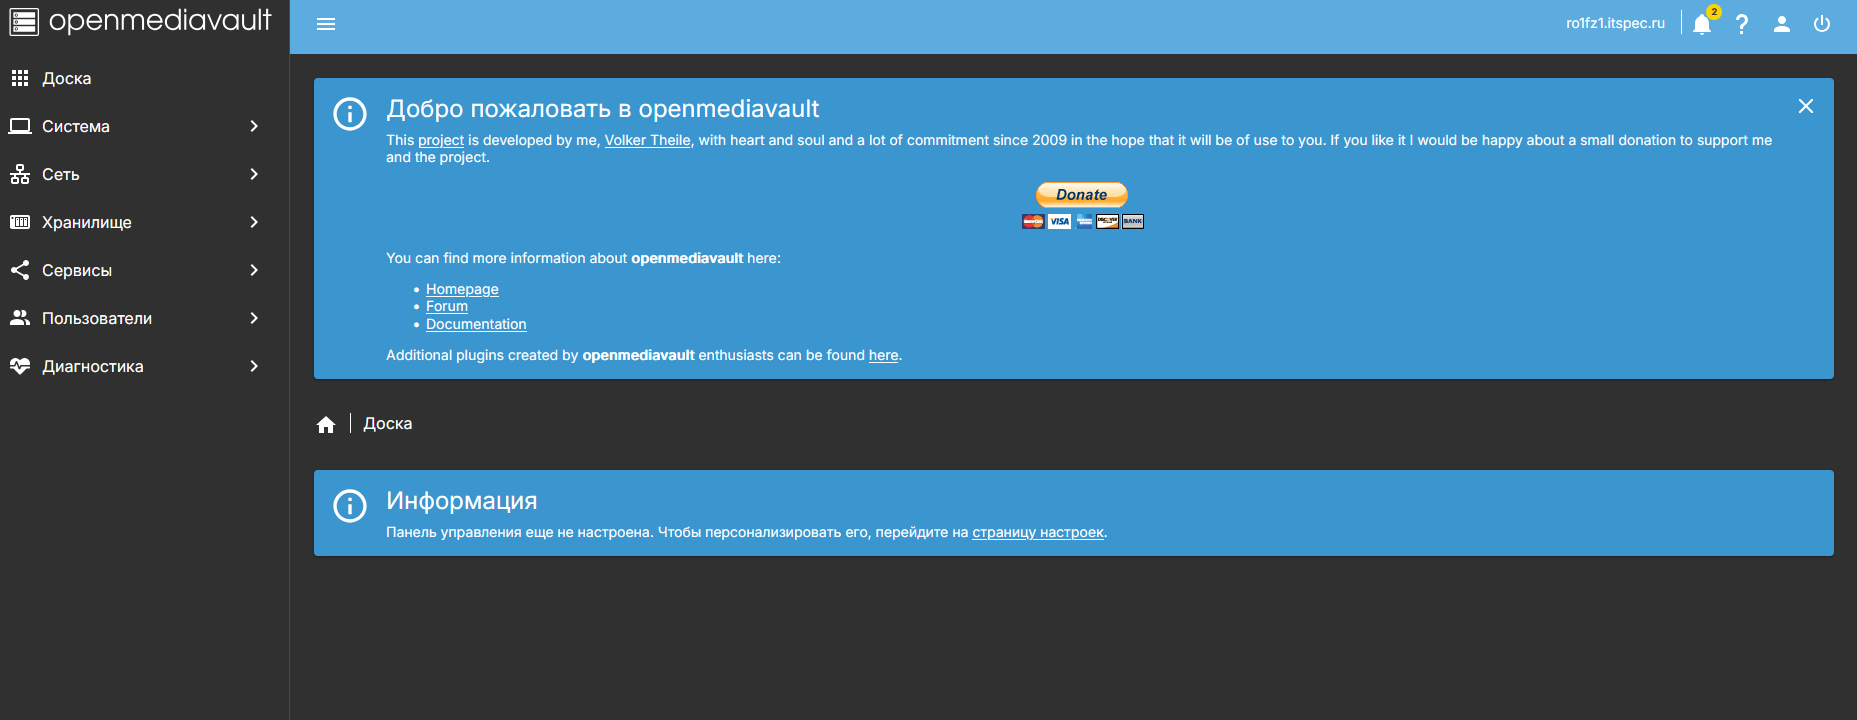 openmediavault
ro1fz1.itspec.ru
2
Доска
Система
Сеть
Хранилище
Сервисы
Пользователи
Диагностика
Добро пожаловать в openmediavault
This project is developed by me, Volker Theile, with heart and soul and a lot of commitment since 2009 in the hope that it will be of use to you. If you like it I would be happy about a small donation to support me
and the project.
Donate
VISA
BANK
You can find more information about openmediavault here:
Homepage
Forum
Documentation
Additional plugins created by openmediavault enthusiasts can be found here.
Доска
Информация
Панель управления еще не настроена. Чтобы персонализировать его, перейдите на страницу настроек.